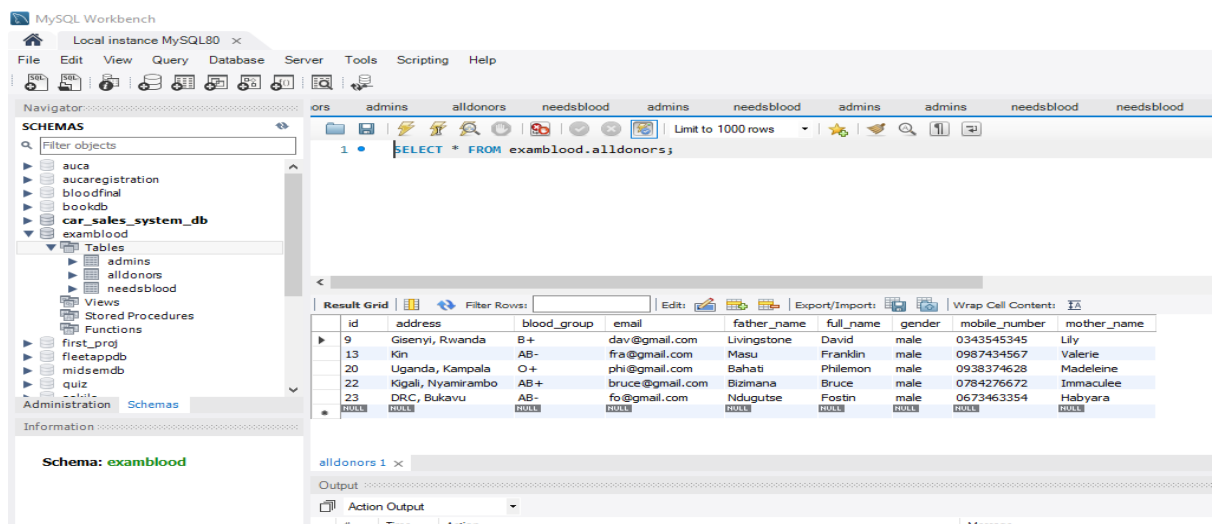 MySQL Workbench
Local instance MySQL80 ×
File Edit View Query Database Server Tools Scripting Help
Navigator
SCHEMAS
Filter objects
auca
aucaregistration
bloodfinal
bookdb
car_sales_system_db
examblood
Tables
admins
alldonors
needsblood
Views
Stored Procedures
Functions
first_proj
fleetappdb
midsemdb
quiz
Administration Schemas
Information
Schema: examblood
ors admins alldonors needsblood admins needsblood admins admins needsblood needsblood
Limit to 1000 rows
1 SELECT * FROM examblood.alldonors;
Result Grid Filter Rows: Edit: Export/Import: Wrap Cell Content:
id address blood_group email father_name full_name gender mobile_number mother_name
9 Gisenyi, Rwanda B+ dav@gmail.com Livingstone David male 0343545345 Lily
13 Kin AB- fra@gmail.com Masu Franklin male 0987434567 Valerie
20 Uganda, Kampala O+ phi@gmail.com Bahati Philemon male 0938374628 Madeleine
22 Kigali, Nyamirambo AB+ bruce@gmail.com Bizimana Bruce male 0784276672 Immaculee
23 DRC, Bukavu AB- fo@gmail.com Ndugutse Fostin male 0673463354 Habyara
NULL NULL NULL NULL NULL NULL NULL NULL NULL
alldonors 1 ×
Output
Action Output